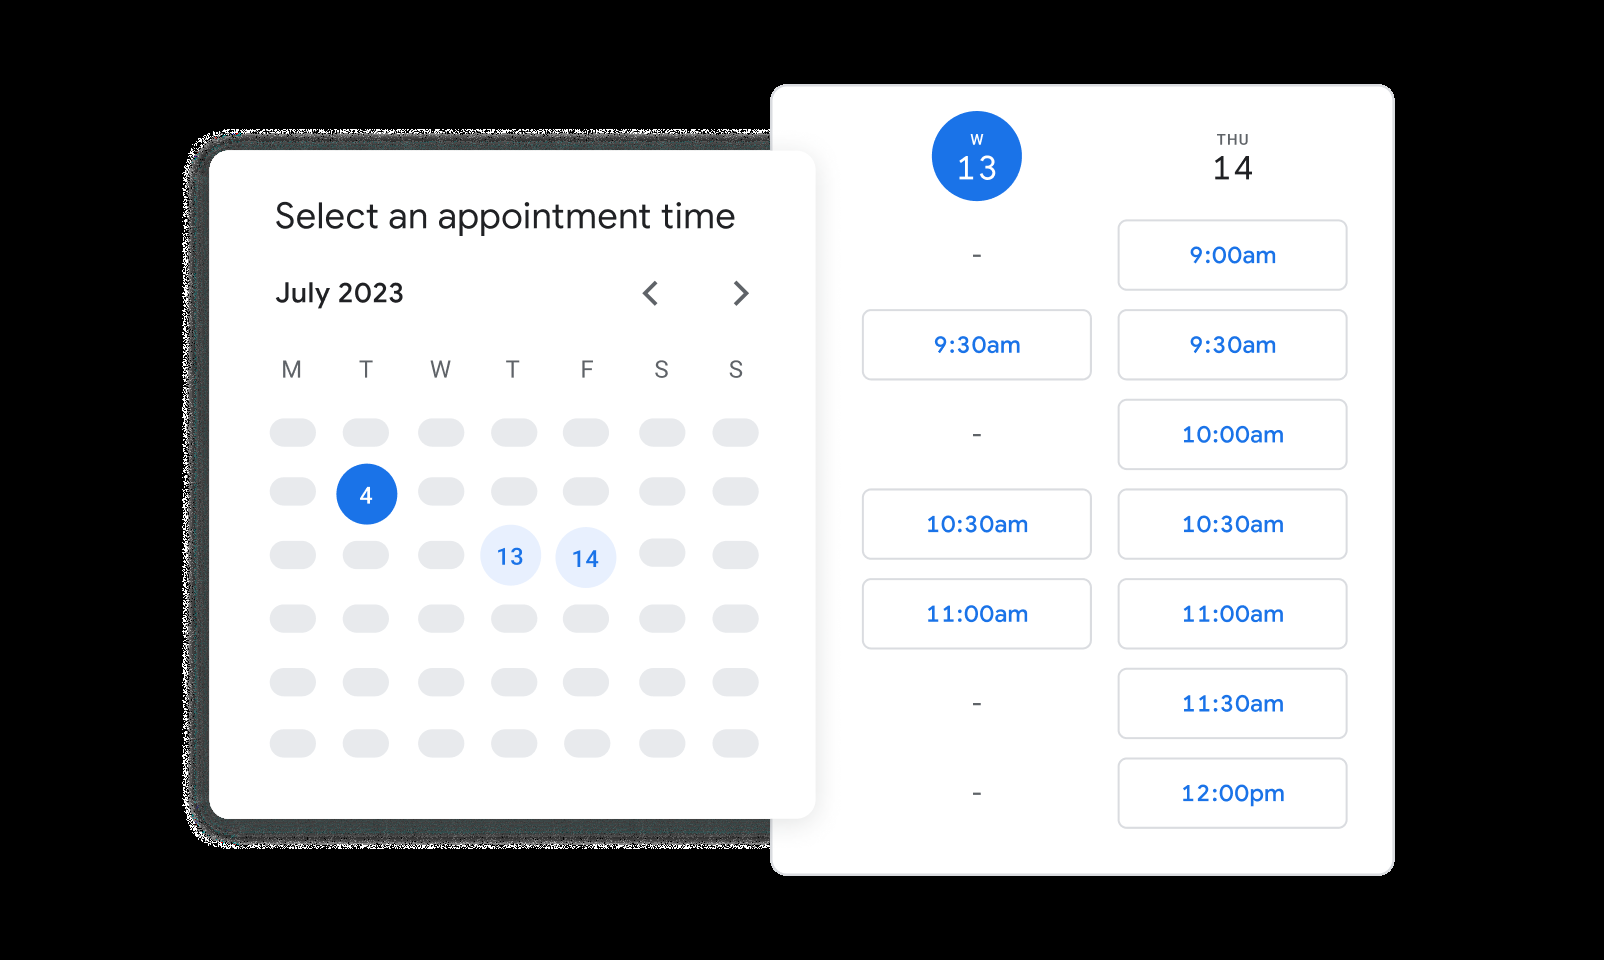 Select an appointment time
July 2023
M T W T F S S
4
13 14
W THU
13 14
- 9:00am
9:30am 9:30am
- 10:00am
10:30am 10:30am
11:00am 11:00am
- 11:30am
- 12:00pm